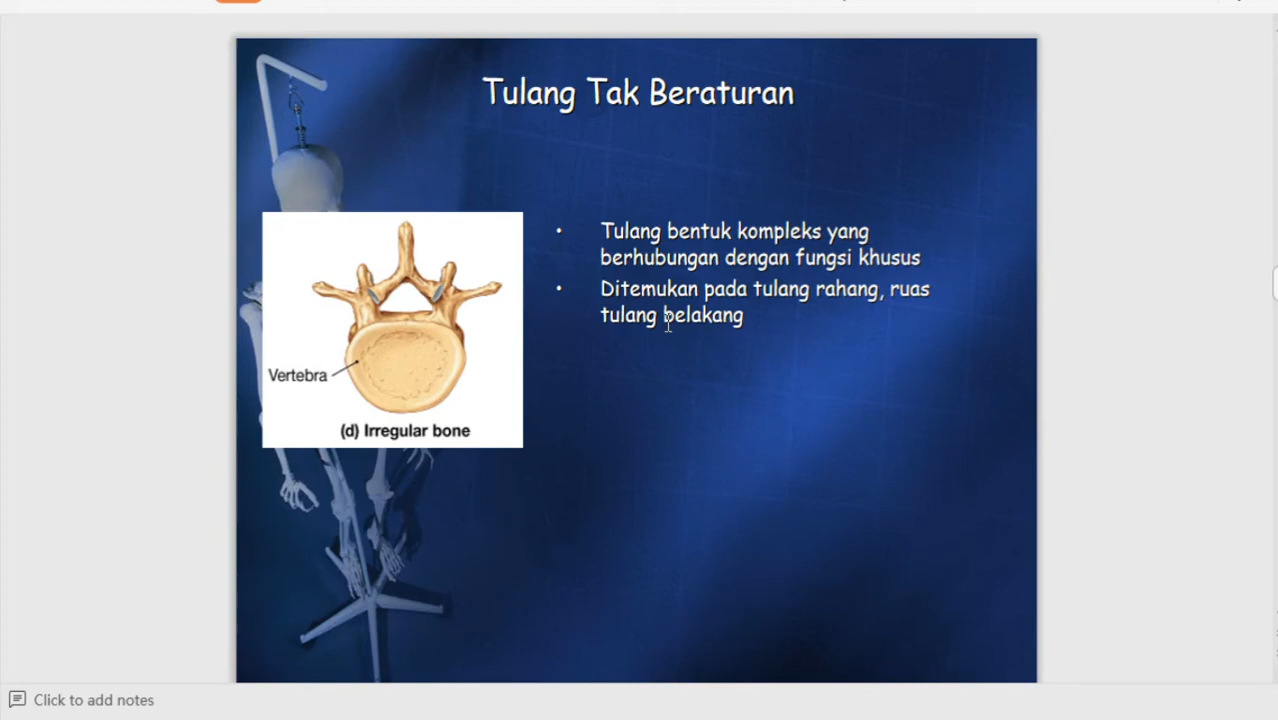 Tulang Tak Beraturan
• Tulang bentuk kompleks yang
berhubungan dengan fungsi khusus
• Ditemukan pada tulang rahang, ruas
tulang belakang
Vertebra
(d) Irregular bone
Click to add notes